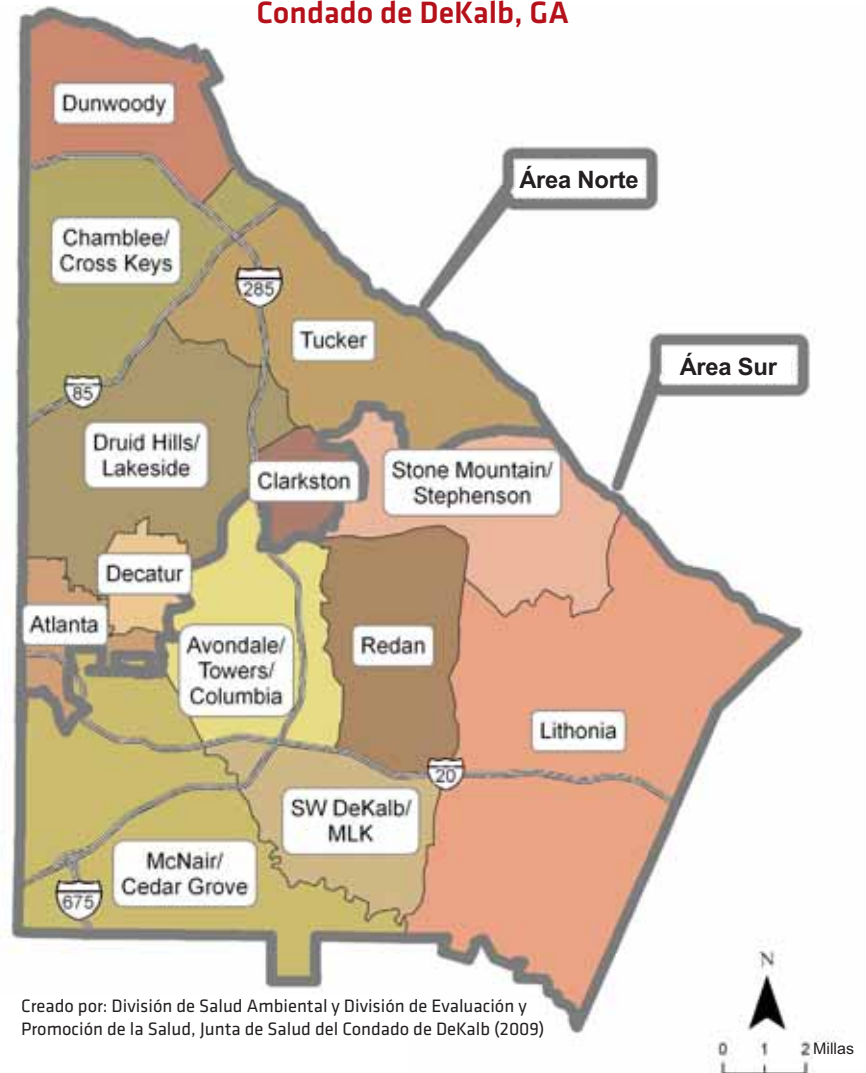 Condado de DeKalb, GA
Dunwoody
Área Norte
Chamblee/
Cross Keys
285
Tucker
Área Sur
85
Druid Hills/
Lakeside
Clarkston
Stone Mountain/
Stephenson
Decatur
Atlanta
Avondale/
Towers/
Columbia
Redan
Lithonia
20
SW DeKalb/
MLK
McNair/
Cedar Grove
675
N
Creado por: División de Salud Ambiental y División de Evaluación y
Promoción de la Salud, Junta de Salud del Condado de DeKalb (2009)
0 1 2 Millas